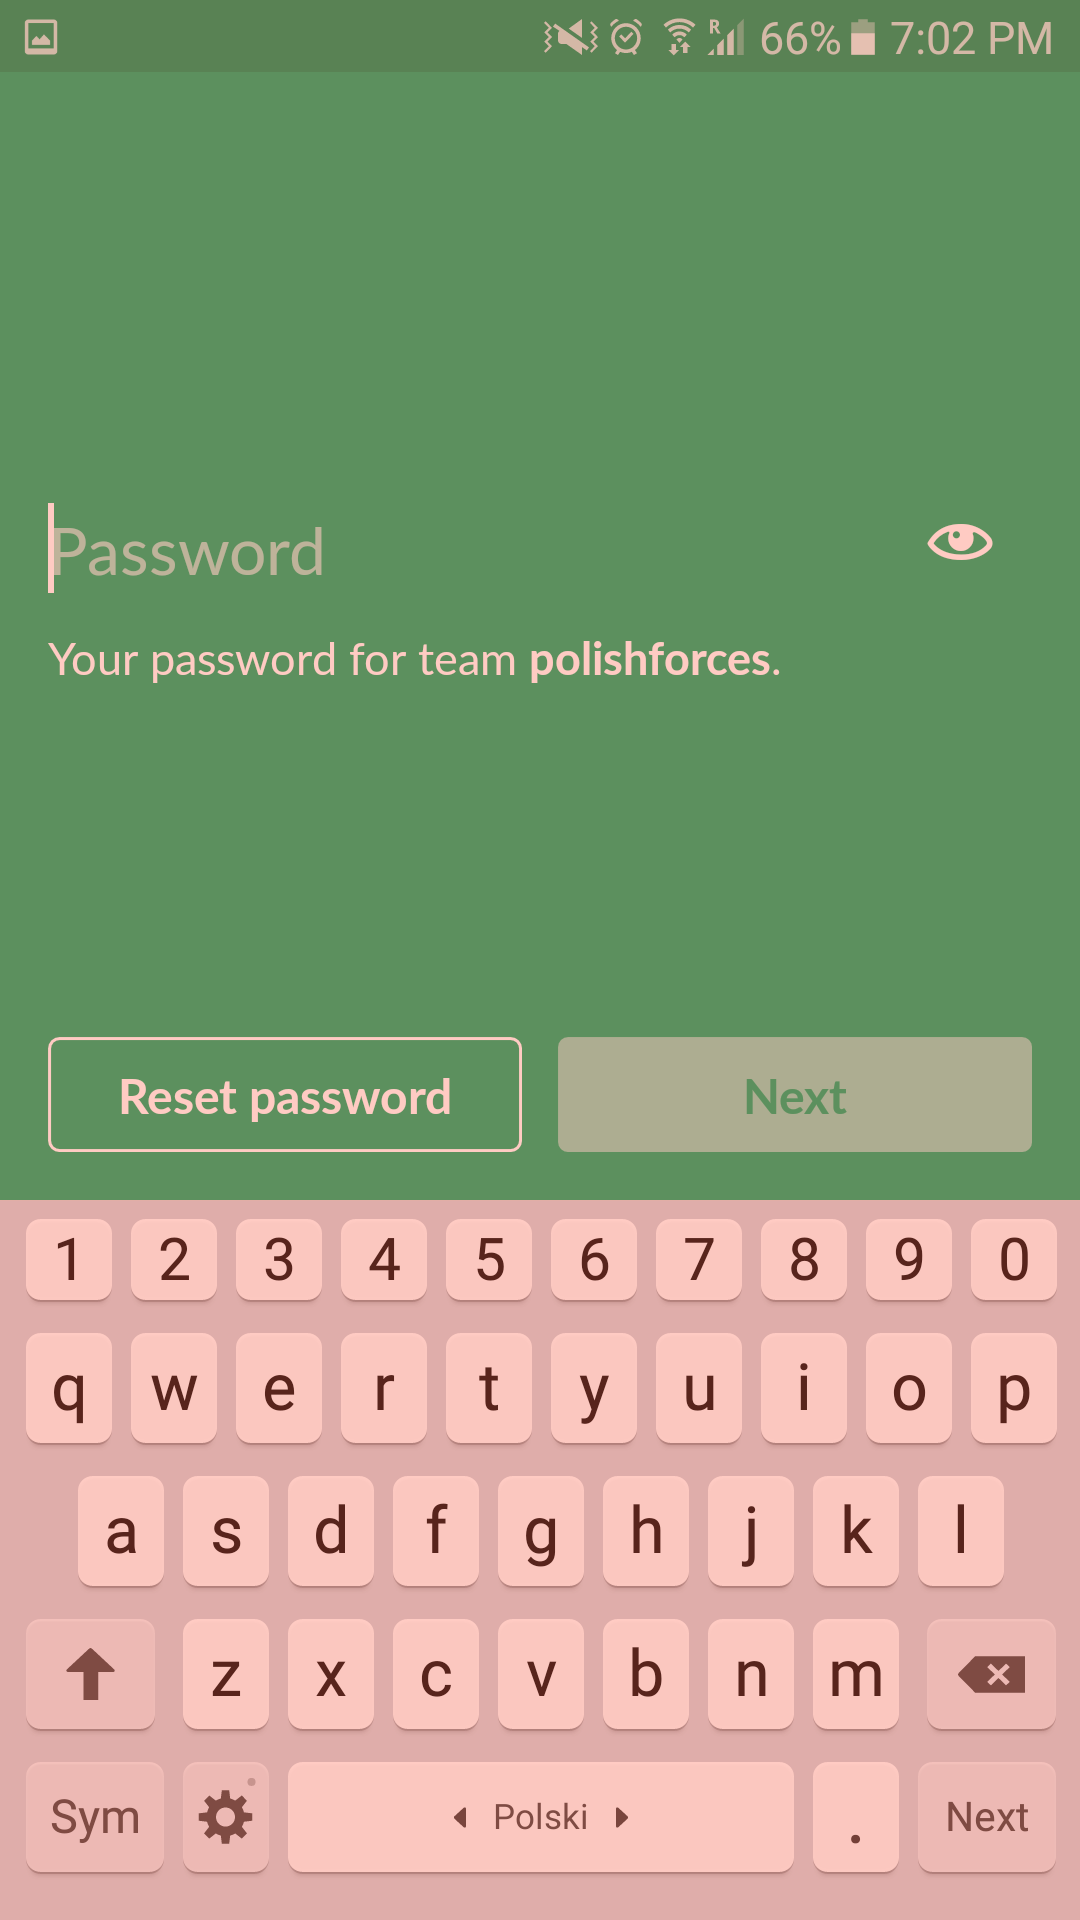 R 66% 7:02 PM
Password
Your password for team polishforces.
Reset password Next
1 2 3 4 5 6 7 8 9 0
q w e r t y u i o p
a s d f g h j k l
z x c v b n m
Sym Polski . Next